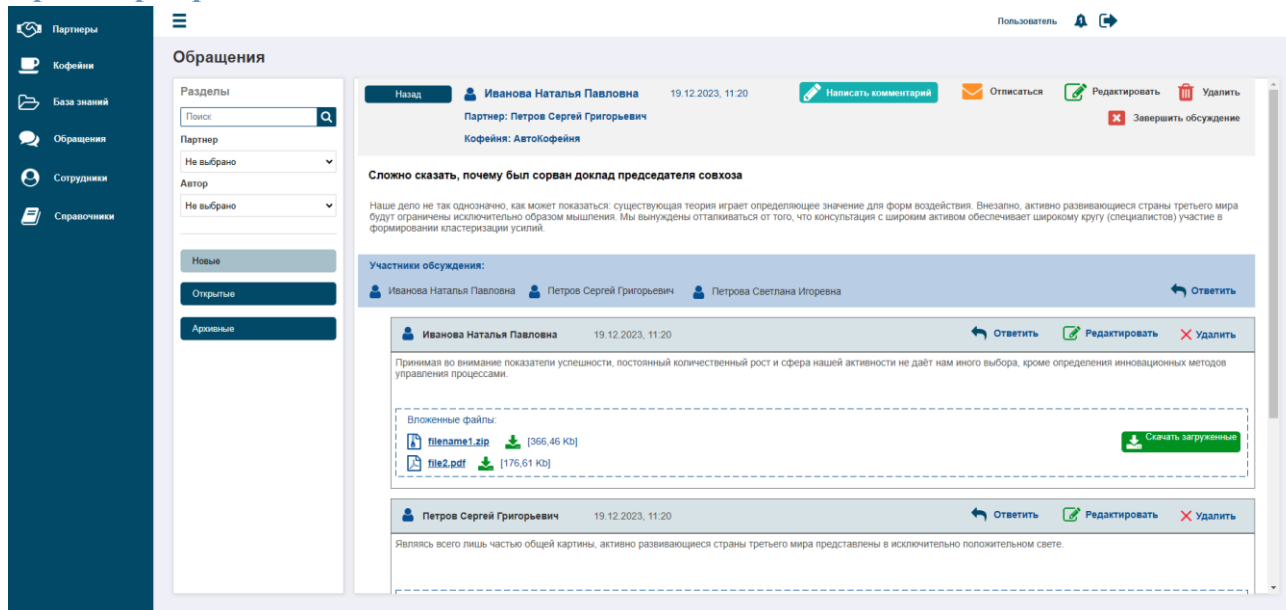 Пользователь
Партнеры
Кофейни
База знаний
Обращения
Сотрудники
Справочники
Обращения
Разделы
Поиск
Партнер
Не выбрано
Автор
Не выбрано
Новые
Открытые
Архивные
Назад
Иванова Наталья Павловна 19.12.2023, 11:20
Написать комментарий
Отписаться
Редактировать
Удалить
Партнер: Петров Сергей Григорьевич
Завершить обсуждение
Кофейня: АвтоКофейня
Сложно сказать, почему был сорван доклад председателя совхоза
Наше дело не так однозначно, как может показаться: существующая теория играет определяющее значение для форм воздействия. Внезапно, активно развивающиеся страны третьего мира
будут ограничены исключительно образом мышления. Мы вынуждены отталкиваться от того, что консультация с широким активом обеспечивает широкому кругу (специалистов) участие в
формировании кластеризации усилий.
Участники обсуждения:
Иванова Наталья Павловна Петров Сергей Григорьевич Петрова Светлана Игоревна
Ответить
Иванова Наталья Павловна 19.12.2023, 11:20
Ответить
Редактировать
Удалить
Принимая во внимание показатели успешности, постоянный количественный рост и сфера нашей активности не даёт нам иного выбора, кроме определения инновационных методов
управления процессами.
Вложенные файлы:
filename1.zip [366,46 Kb]
Скачать загруженные
file2.pdf [176,61 Kb]
Петров Сергей Григорьевич 19.12.2023, 11:20
Ответить
Редактировать
Удалить
Являясь всего лишь частью общей картины, активно развивающиеся страны третьего мира представлены в исключительно положительном свете.